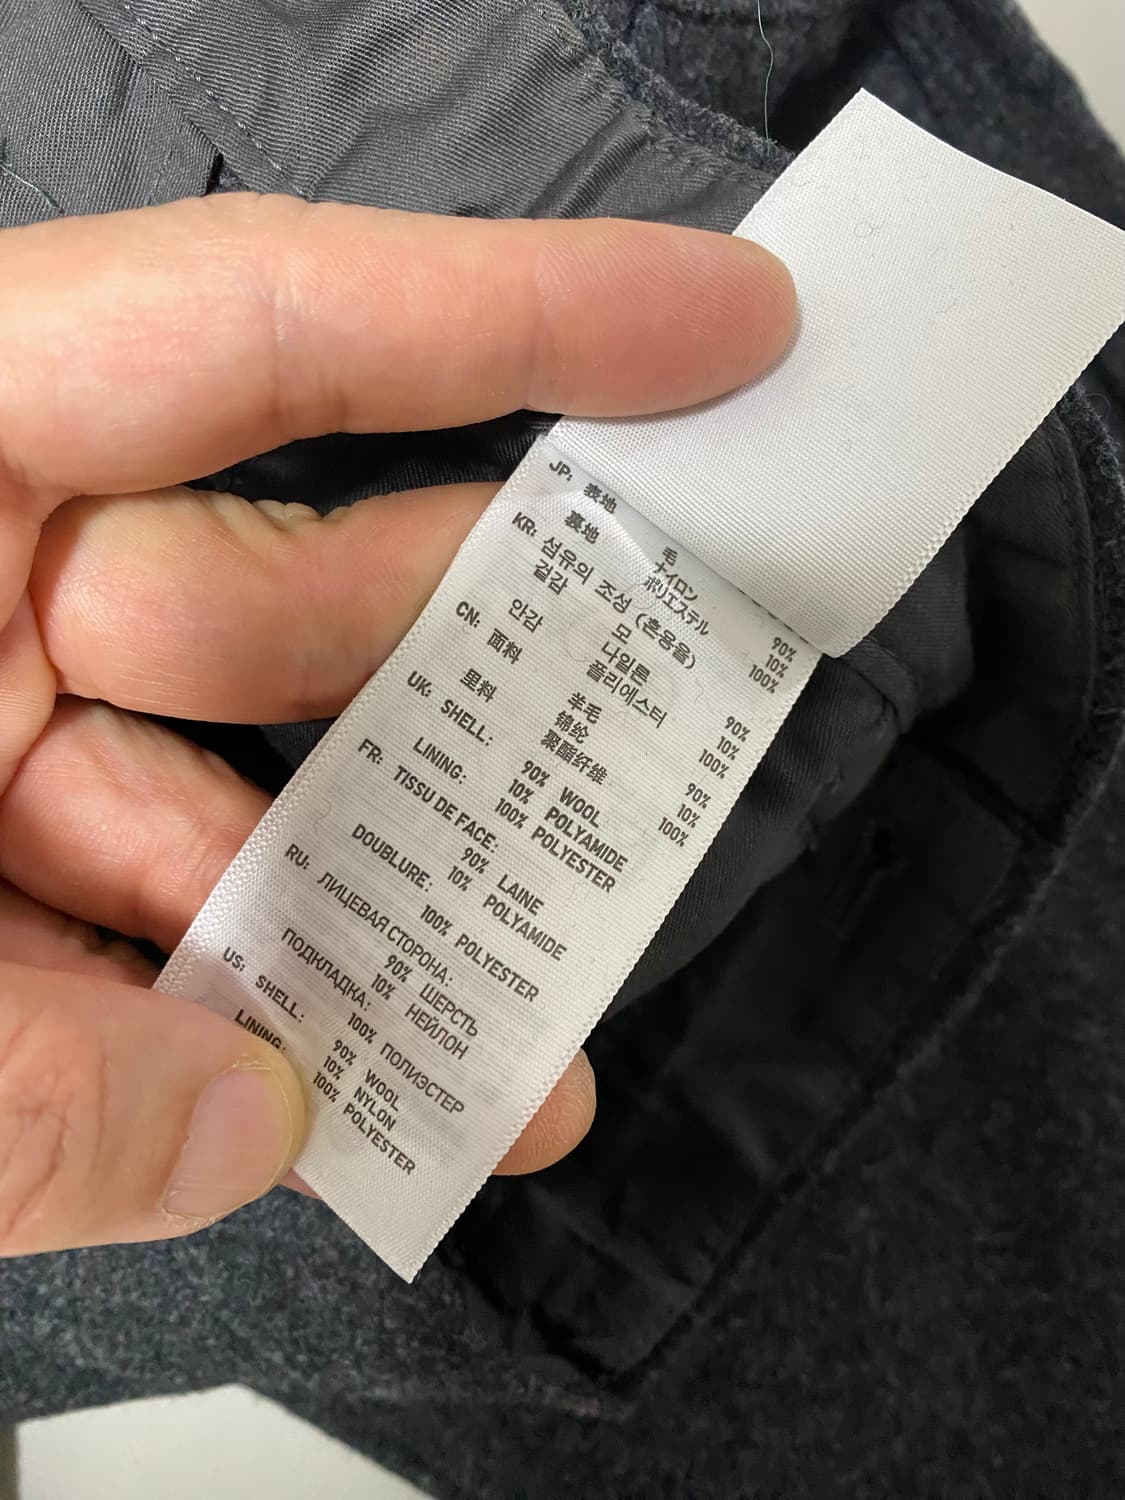 JP: 表地 毛 90%
ナイロン 10%
裏地 ポリエステル 100%
KR: 섬유의 조성 (혼용율)
겉감 모 90%
나일론 10%
안감 폴리에스터 100%
CN: 面料 羊毛 90%
锦纶 10%
里料 聚酯纤维 100%
UK: SHELL: 90% WOOL
10% POLYAMIDE
LINING: 100% POLYESTER
FR: TISSU DE FACE:
90% LAINE
10% POLYAMIDE
DOUBLURE: 100% POLYESTER
RU: ЛИЦЕВАЯ СТОРОНА:
90% ШЕРСТЬ
10% НЕЙЛОН
ПОДКЛАДКА: 100% ПОЛИЭСТЕР
US: SHELL: 90% WOOL
10% NYLON
LINING: 100% POLYESTER